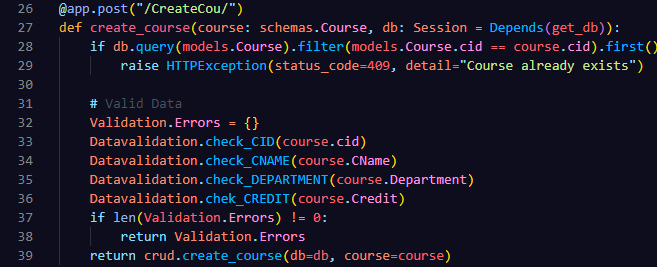 26 @app.post("/CreateCou/")
27 def create_course(course: schemas.Course, db: Session = Depends(get_db)):
28     if db.query(models.Course).filter(models.Course.cid == course.cid).first()
29         raise HTTPException(status_code=409, detail="Course already exists")
30
31     # Valid Data
32     Validation.Errors = {}
33     Datavalidation.check_CID(course.cid)
34     Datavalidation.check_CNAME(course.CName)
35     Datavalidation.check_DEPARTMENT(course.Department)
36     Datavalidation.chek_CREDIT(course.Credit)
37     if len(Validation.Errors) != 0:
38         return Validation.Errors
39     return crud.create_course(db=db, course=course)